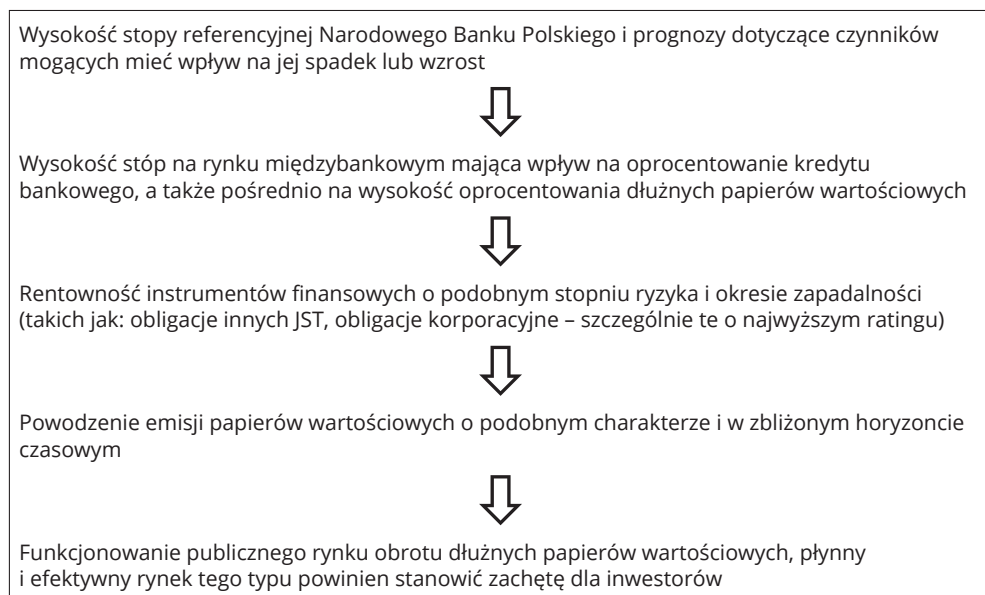 Wysokość stopy referencyjnej Narodowego Banku Polskiego i prognozy dotyczące czynników
mogących mieć wpływ na jej spadek lub wzrost
Wysokość stóp na rynku międzybankowym mająca wpływ na oprocentowanie kredytu
bankowego, a także pośrednio na wysokość oprocentowania dłużnych papierów wartościowych
Rentowność instrumentów finansowych o podobnym stopniu ryzyka i okresie zapadalności
(takich jak: obligacje innych JST, obligacje korporacyjne – szczególnie te o najwyższym ratingu)
Powodzenie emisji papierów wartościowych o podobnym charakterze i w zbliżonym horyzoncie
czasowym
Funkcjonowanie publicznego rynku obrotu dłużnych papierów wartościowych, płynny
i efektywny rynek tego typu powinien stanowić zachętę dla inwestorów